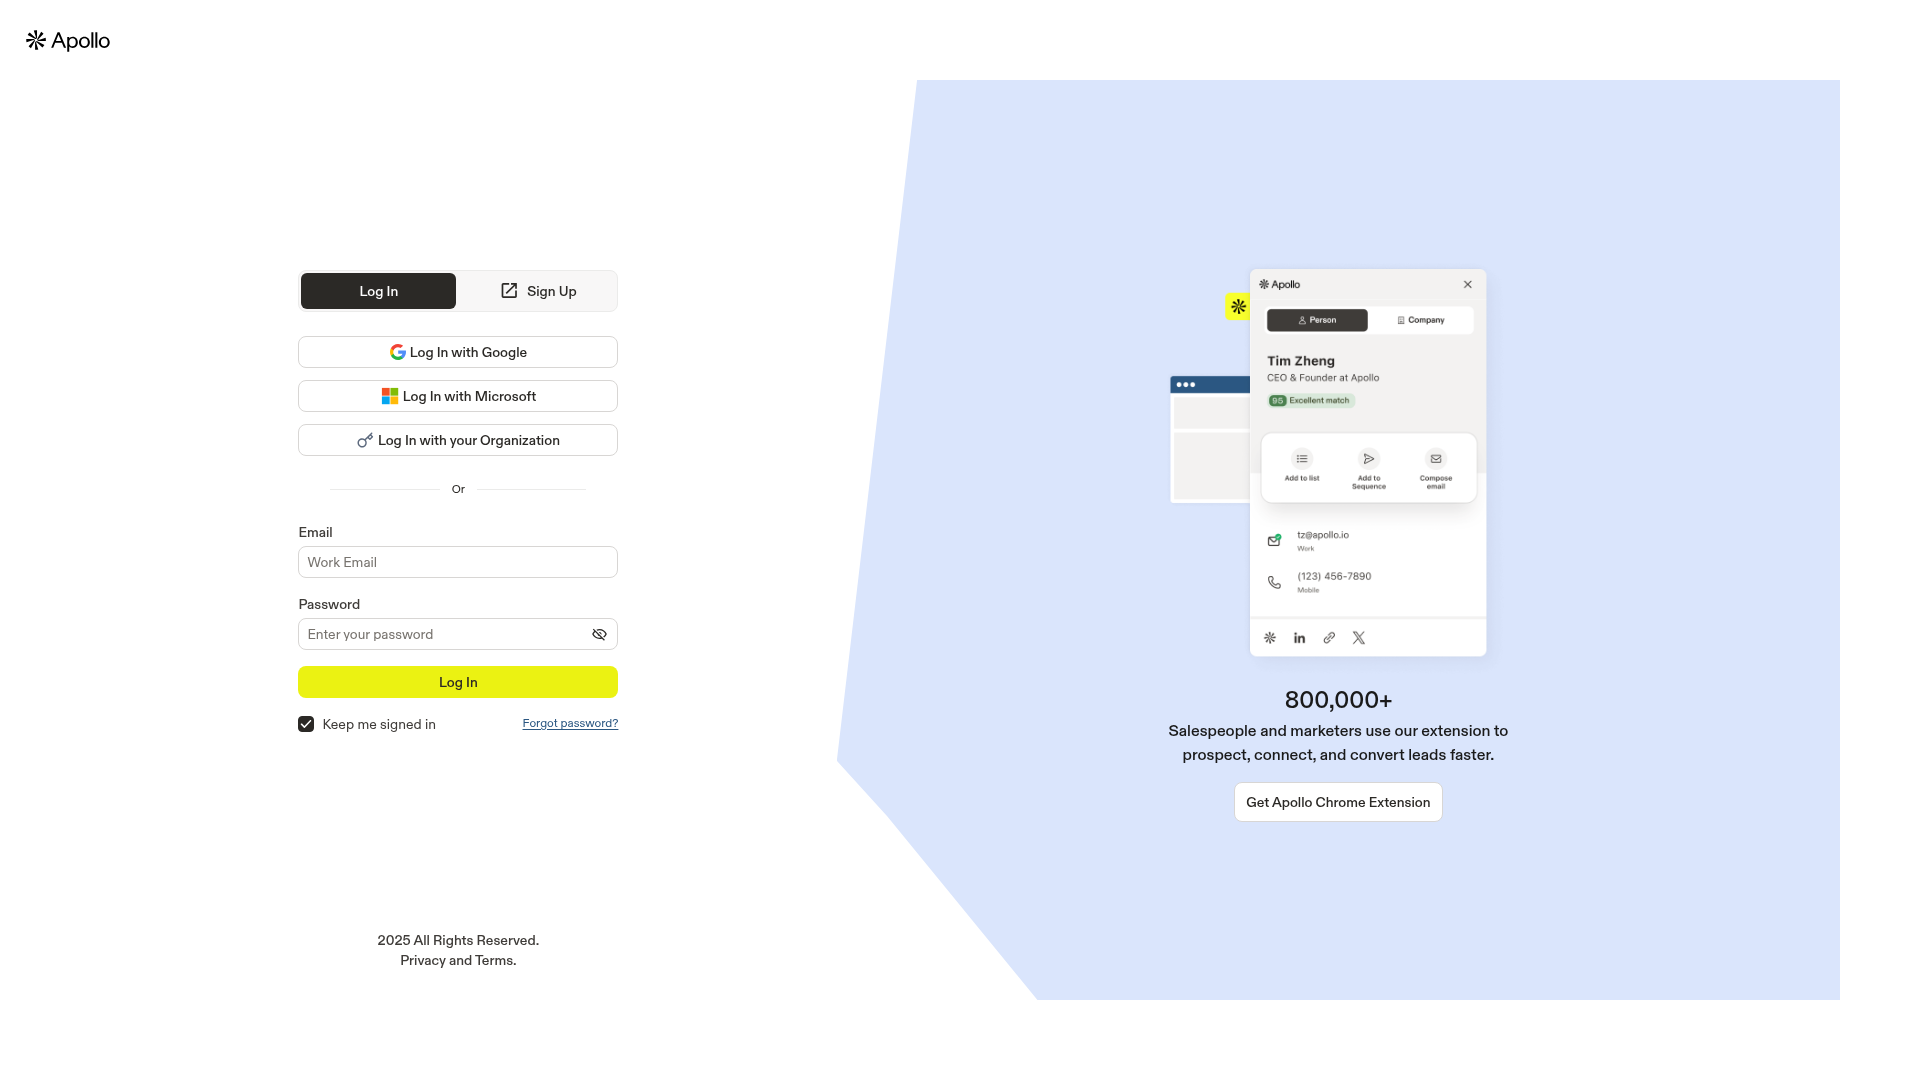 Apollo
Log In
Sign Up
Log In with Google
Log In with Microsoft
Log In with your Organization
Or
Email
Work Email
Password
Enter your password
Log In
Keep me signed in
Forgot password?
2025 All Rights Reserved.
Privacy and Terms.
Apollo
Person
Company
Tim Zheng
CEO & Founder at Apollo
95 Excellent match
Add to list
Add to
Sequence
Compose
email
tz@apollo.io
Work
(123) 456-7890
Mobile
in
800,000+
Salespeople and marketers use our extension to
prospect, connect, and convert leads faster.
Get Apollo Chrome Extension